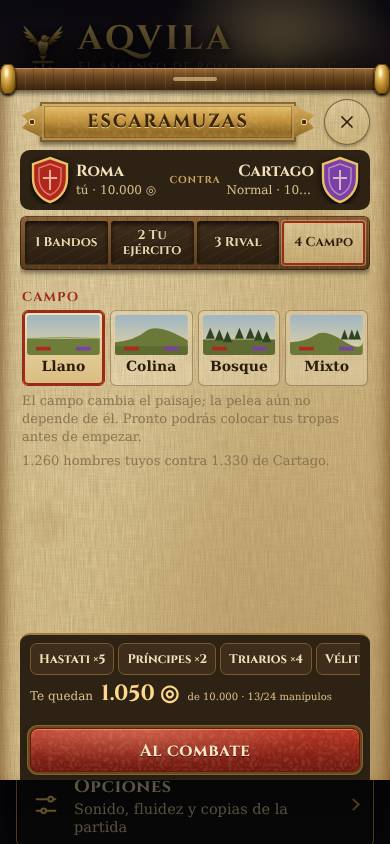 AQVILA
ESCARAMUZAS
ROMA
tú · 10.000
CONTRA
CARTAGO
Normal · 10...
1 BANDOS
2 TU
EJÉRCITO
3 RIVAL
4 CAMPO
CAMPO
Llano
Colina
Bosque
Mixto
El campo cambia el paisaje; la pelea aún no
depende de él. Pronto podrás colocar tus tropas
antes de empezar.
1.260 hombres tuyos contra 1.330 de Cartago.
HASTATI ×5
PRÍNCIPES ×2
TRIARIOS ×4
VÉLIT
Te quedan 1.050 de 10.000 · 13/24 manípulos
AL COMBATE
OPCIONES
Sonido, fluidez y copias de la
partida